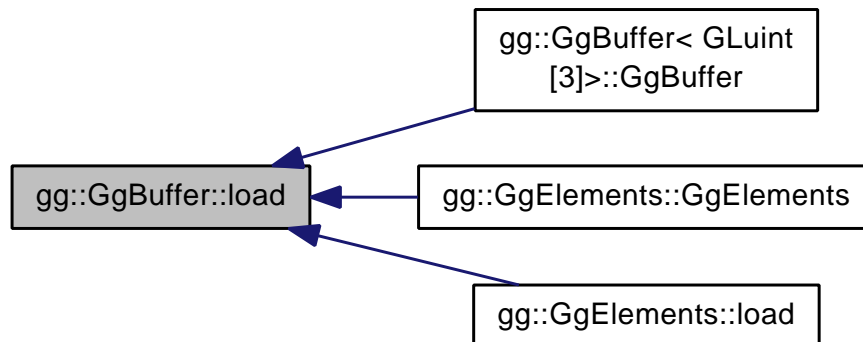 gg::GgBuffer< GLuint
[3]>::GgBuffer
gg::GgBuffer::load
gg::GgElements::GgElements
gg::GgElements::load